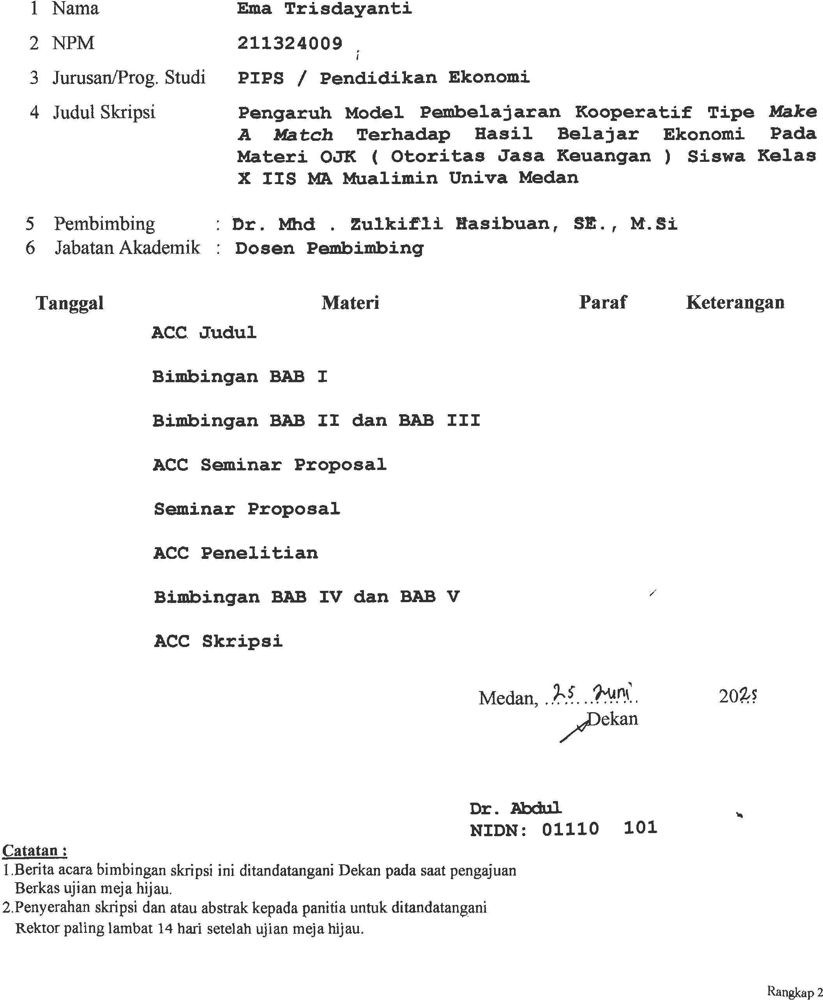 1 Nama Ema Trisdayanti
2 NPM 211324009
3 Jurusan/Prog. Studi PIPS / Pendidikan Ekonomi
4 Judul Skripsi Pengaruh Model Pembelajaran Kooperatif Tipe Make
A Match Terhadap Hasil Belajar Ekonomi Pada
Materi OJK ( Otoritas Jasa Keuangan ) Siswa Kelas
X IIS MA Mualimin Univa Medan
5 Pembimbing : Dr. Mhd . Zulkifli Hasibuan, SE., M.Si
6 Jabatan Akademik : Dosen Pembimbing
Tanggal Materi Paraf Keterangan
ACC Judul
Bimbingan BAB I
Bimbingan BAB II dan BAB III
ACC Seminar Proposal
Seminar Proposal
ACC Penelitian
Bimbingan BAB IV dan BAB V
ACC Skripsi
Medan, 25 Juni 2025
Dekan
Dr. Abdul
NIDN: 01110 101
Catatan :
1.Berita acara bimbingan skripsi ini ditandatangani Dekan pada saat pengajuan
Berkas ujian meja hijau.
2.Penyerahan skripsi dan atau abstrak kepada panitia untuk ditandatangani
Rektor paling lambat 14 hari setelah ujian meja hijau.
Rangkap 2